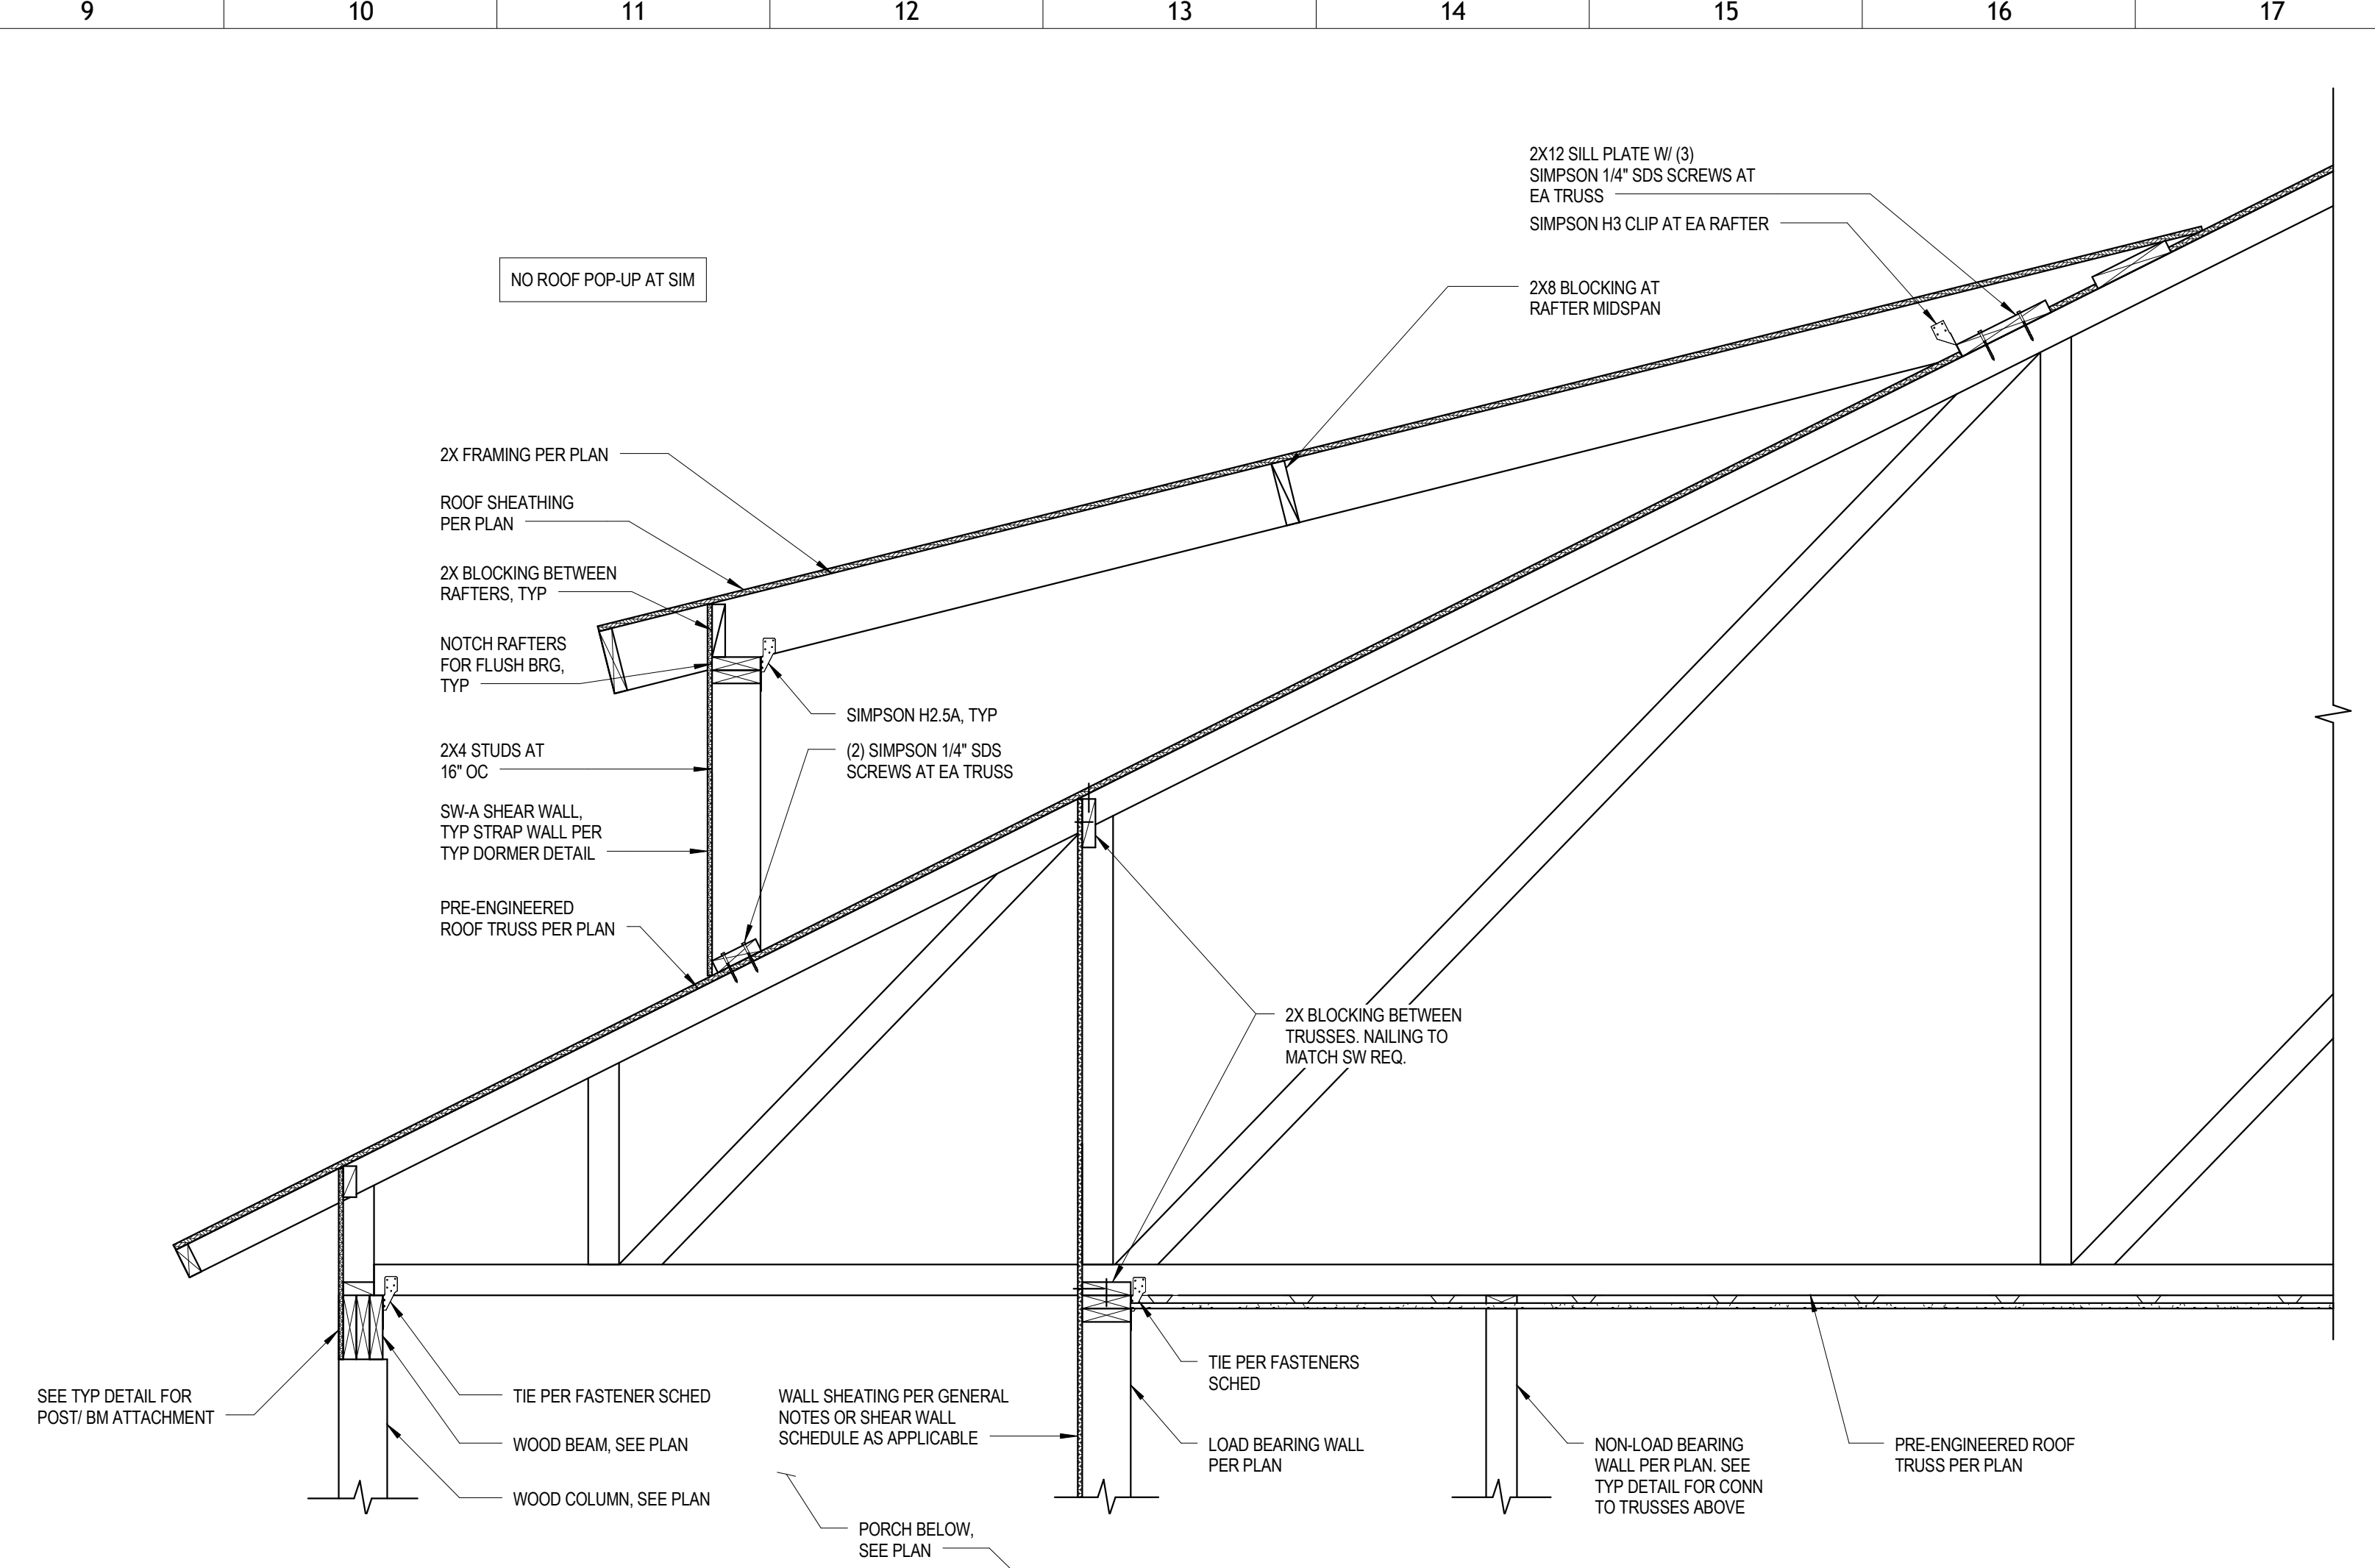 9 10 11 12 13 14 15 16 17
2X12 SILL PLATE W/ (3)
SIMPSON 1/4" SDS SCREWS AT
EA TRUSS
SIMPSON H3 CLIP AT EA RAFTER
NO ROOF POP-UP AT SIM
2X8 BLOCKING AT
RAFTER MIDSPAN
2X FRAMING PER PLAN
ROOF SHEATHING
PER PLAN
2X BLOCKING BETWEEN
RAFTERS, TYP
NOTCH RAFTERS
FOR FLUSH BRG,
TYP
SIMPSON H2.5A, TYP
2X4 STUDS AT
16" OC
(2) SIMPSON 1/4" SDS
SCREWS AT EA TRUSS
SW-A SHEAR WALL,
TYP STRAP WALL PER
TYP DORMER DETAIL
PRE-ENGINEERED
ROOF TRUSS PER PLAN
2X BLOCKING BETWEEN
TRUSSES. NAILING TO
MATCH SW REQ.
SEE TYP DETAIL FOR
POST/ BM ATTACHMENT
TIE PER FASTENER SCHED
WOOD BEAM, SEE PLAN
WOOD COLUMN, SEE PLAN
WALL SHEATING PER GENERAL
NOTES OR SHEAR WALL
SCHEDULE AS APPLICABLE
TIE PER FASTENERS
SCHED
LOAD BEARING WALL
PER PLAN
NON-LOAD BEARING
WALL PER PLAN. SEE
TYP DETAIL FOR CONN
TO TRUSSES ABOVE
PRE-ENGINEERED ROOF
TRUSS PER PLAN
PORCH BELOW,
SEE PLAN